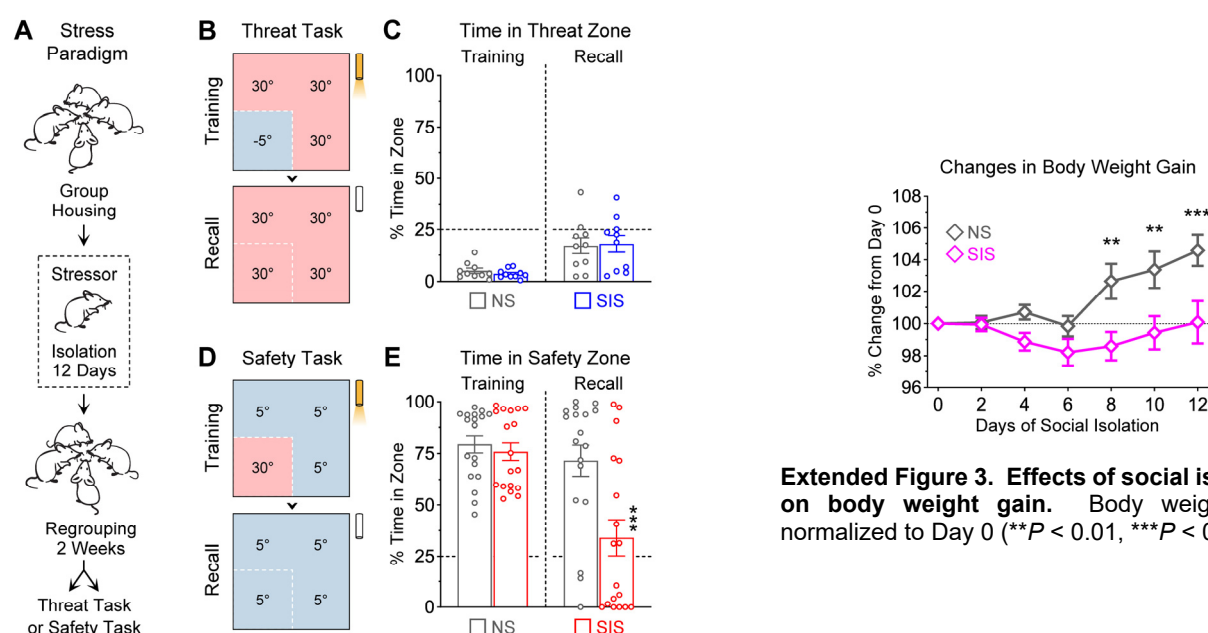 A Stress
Paradigm
Group
Housing
Stressor
Isolation
12 Days
Regrouping
2 Weeks
Threat Task
or Safety Task
B Threat Task
Training
30° 30°
-5° 30°
Recall
30° 30°
30° 30°
C Time in Threat Zone
Training Recall
% Time in Zone
100
75
50
25
0
NS SIS
D Safety Task
Training
5° 5°
30° 5°
Recall
5° 5°
5° 5°
E Time in Safety Zone
Training Recall
% Time in Zone
100
75
50
25
0
***
NS SIS
Changes in Body Weight Gain
% Change from Day 0
108
106
104
102
100
98
96
NS
SIS
** ** ***
0 2 4 6 8 10 12
Days of Social Isolation
Extended Figure 3. Effects of social is
on body weight gain. Body weig
normalized to Day 0 (**P < 0.01, ***P < 0.